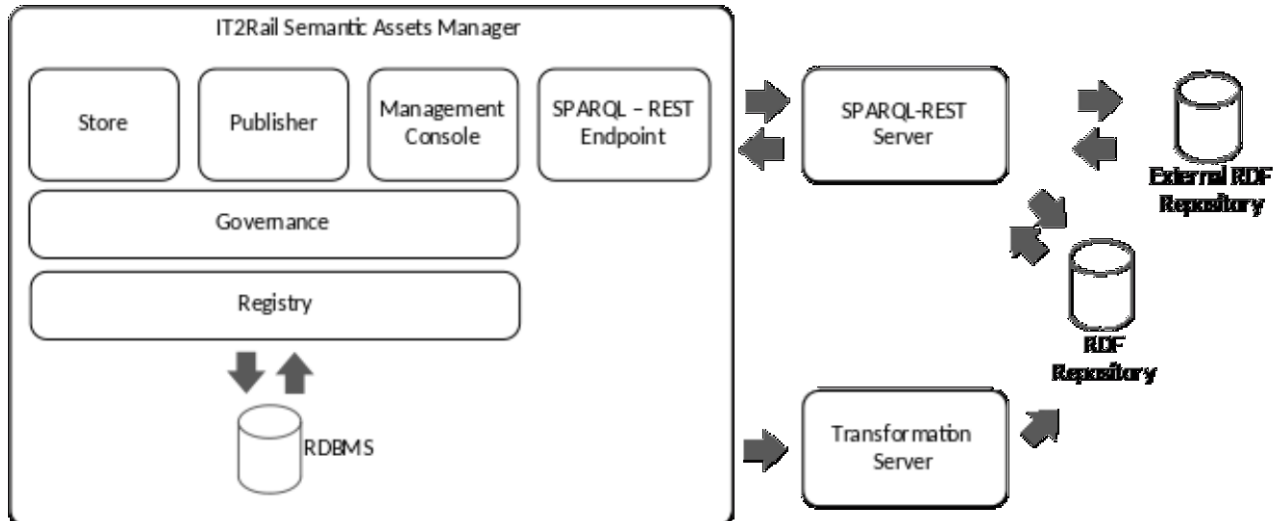 IT2Rail Semantic Assets Manager
Store
Publisher
Management
Console
SPARQL – REST
Endpoint
Governance
Registry
RDBMS
SPARQL-REST
Server
External RDF
Repository
RDF
Repository
Transformation
Server